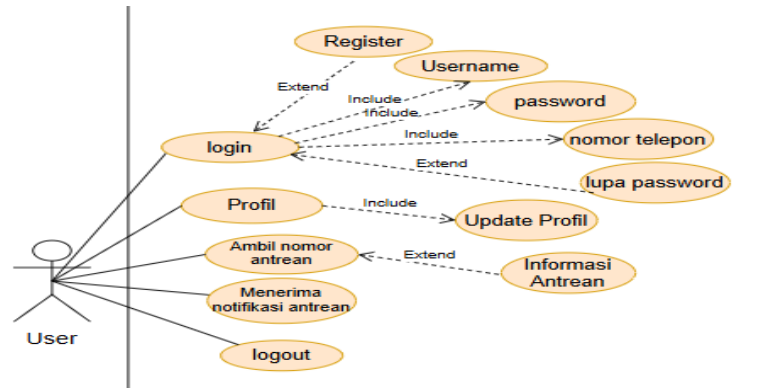 Register
Username
Extend
Include
password
Include
login
Include
nomor telepon
Extend
lupa password
Profil
Include
Update Profil
Ambil nomor
antrean
Extend
Informasi
Antrean
Menerima
notifikasi antrean
User
logout